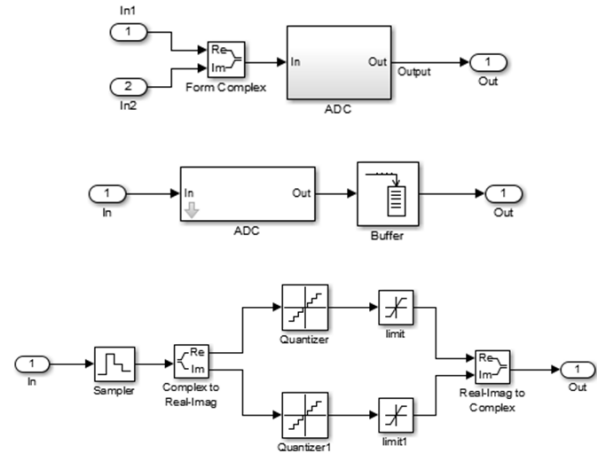 In1
1
Re
Im
Form Complex
2
In2
In
Out
ADC
Output
1
Out
1
In
In
Out
ADC
Buffer
1
Out
1
In
Sampler
Re
Im
Complex to
Real-Imag
Quantizer
limit
Quantizer1
limit1
Re
Im
Real-Imag to
Complex
1
Out